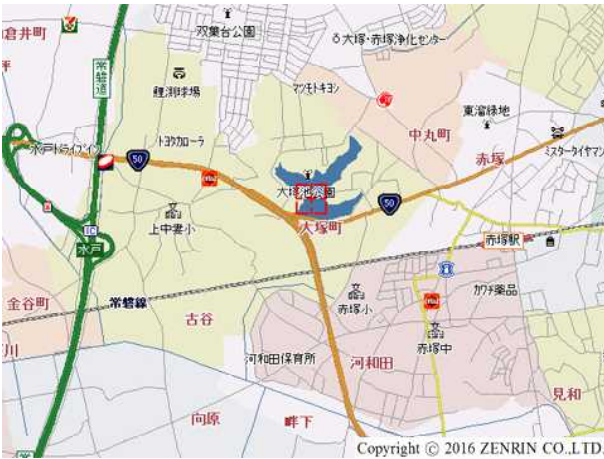 倉井町
双葉台公園
大塚・赤塚浄化センター
常磐道
鯉渕球場
マツモトキヨシ
東溜緑地
中丸町
トヨタカローラ
赤塚
ミスタータイヤマン
水戸ドライブイン
50
大塚池公園
50
上中妻小
大塚町
赤塚駅
IC
水戸
金谷町
常磐線
古谷
赤塚小
カワチ薬品
赤塚中
川
河和田保育所
河和田
見和
向原
畔下
Copyright © 2016 ZENRIN CO.,LTD.